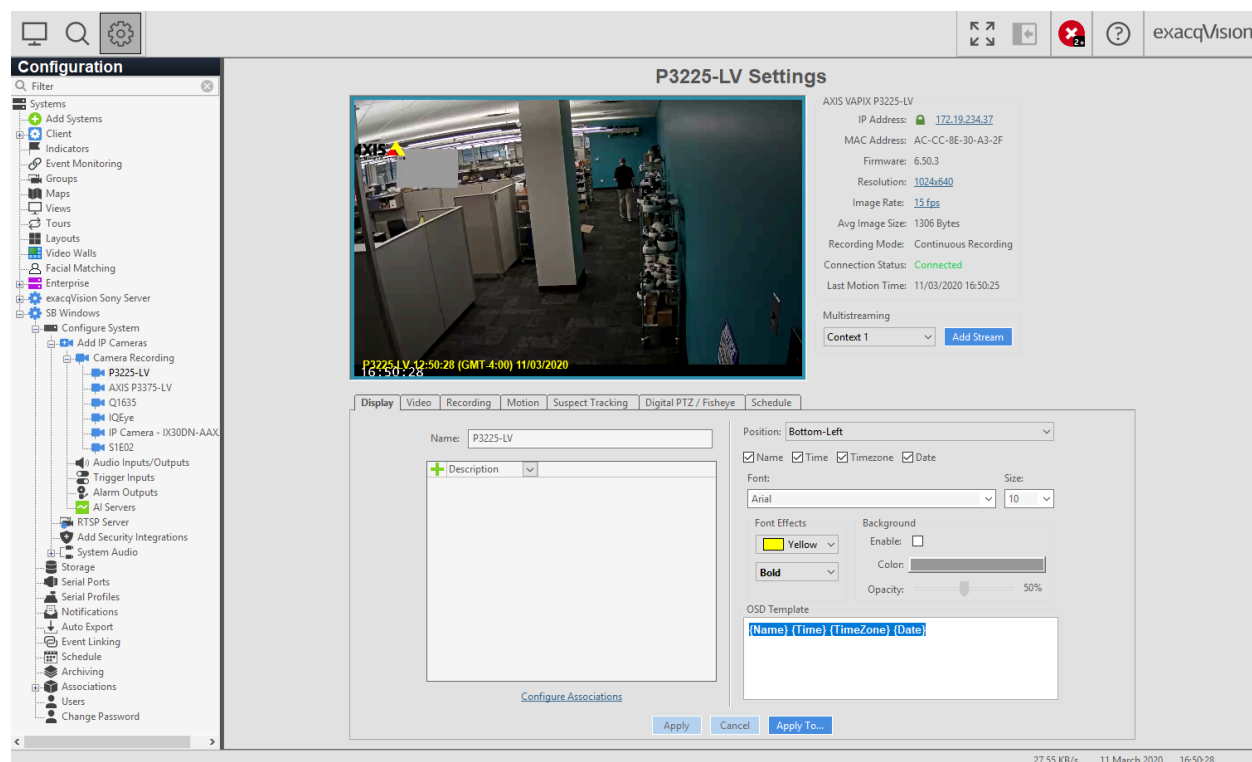 exacqVision
2+
Configuration
Filter
Systems
Add Systems
Client
Indicators
Event Monitoring
Groups
Maps
Views
Tours
Layouts
Video Walls
Facial Matching
Enterprise
exacqVision Sony Server
SB Windows
Configure System
Add IP Cameras
Camera Recording
P3225-LV
AXIS P3375-LV
Q1635
IQEye
IP Camera - IX30DN-AAX
S1E02
Audio Inputs/Outputs
Trigger Inputs
Alarm Outputs
AI Servers
RTSP Server
Add Security Integrations
System Audio
Storage
Serial Ports
Serial Profiles
Notifications
Auto Export
Event Linking
Schedule
Archiving
Associations
Users
Change Password
P3225-LV Settings
AXIS
P3225-LV 12:50:28 (GMT-4:00) 11/03/2020
16:50:28
AXIS VAPIX P3225-LV
IP Address: 172.19.234.37
MAC Address: AC-CC-8E-30-A3-2F
Firmware: 6.50.3
Resolution: 1024x640
Image Rate: 15 fps
Avg Image Size: 1306 Bytes
Recording Mode: Continuous Recording
Connection Status: Connected
Last Motion Time: 11/03/2020 16:50:25
Multistreaming
Context 1 Add Stream
Display Video Recording Motion Suspect Tracking Digital PTZ / Fisheye Schedule
Name: P3225-LV
Description
Configure Associations
Position: Bottom-Left
Name Time Timezone Date
Font: Size:
Arial 10
Font Effects
Yellow
Bold
Background
Enable:
Color:
Opacity: 50%
OSD Template
{Name} {Time} {TimeZone} {Date}
Apply Cancel Apply To...
27.55 KB/s 11 March 2020 16:50:28